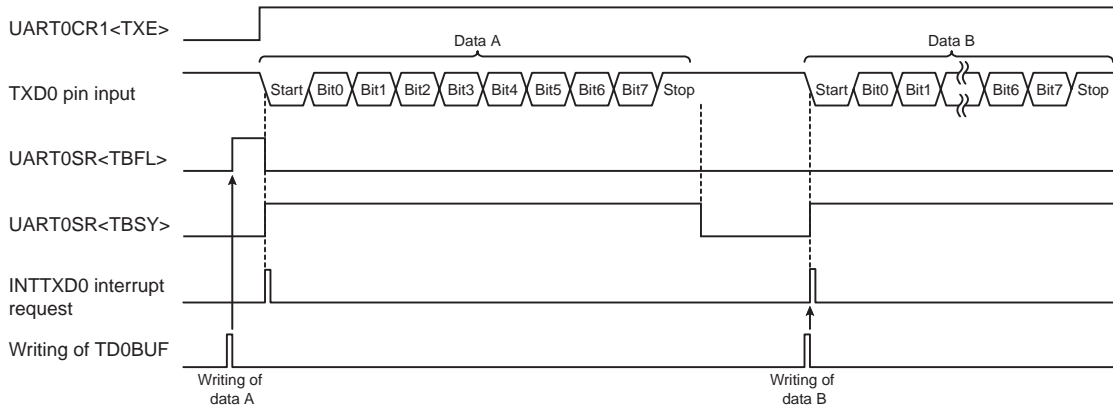 UART0CR1<TXE>
Data A
Data B
TXD0 pin input
Start Bit0 Bit1 Bit2 Bit3 Bit4 Bit5 Bit6 Bit7 Stop
Start Bit0 Bit1 Bit6 Bit7 Stop
UART0SR<TBFL>
UART0SR<TBSY>
INTTXD0 interrupt
request
Writing of TD0BUF
Writing of
data A
Writing of
data B